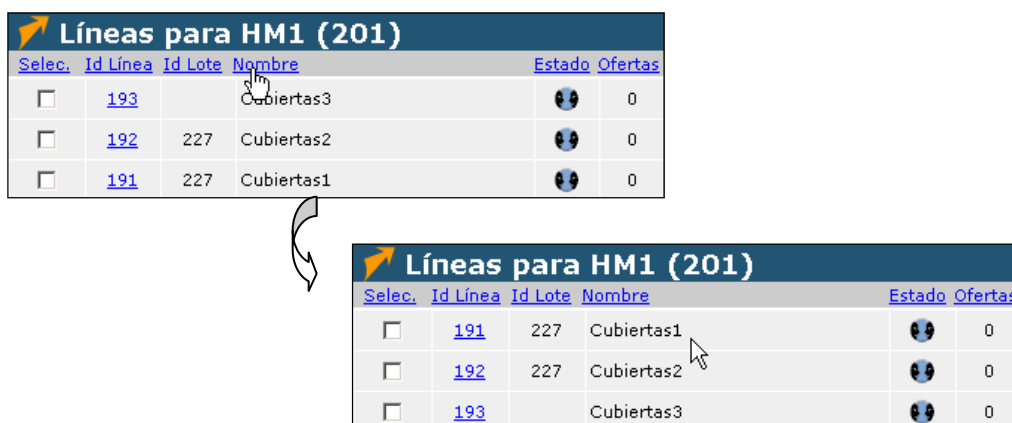 Líneas para HM1 (201)
Selec. Id Línea Id Lote Nombre Estado Ofertas
193 Cubiertas3 0
192 227 Cubiertas2 0
191 227 Cubiertas1 0
Líneas para HM1 (201)
Selec. Id Línea Id Lote Nombre Estado Ofertas
191 227 Cubiertas1 0
192 227 Cubiertas2 0
193 Cubiertas3 0